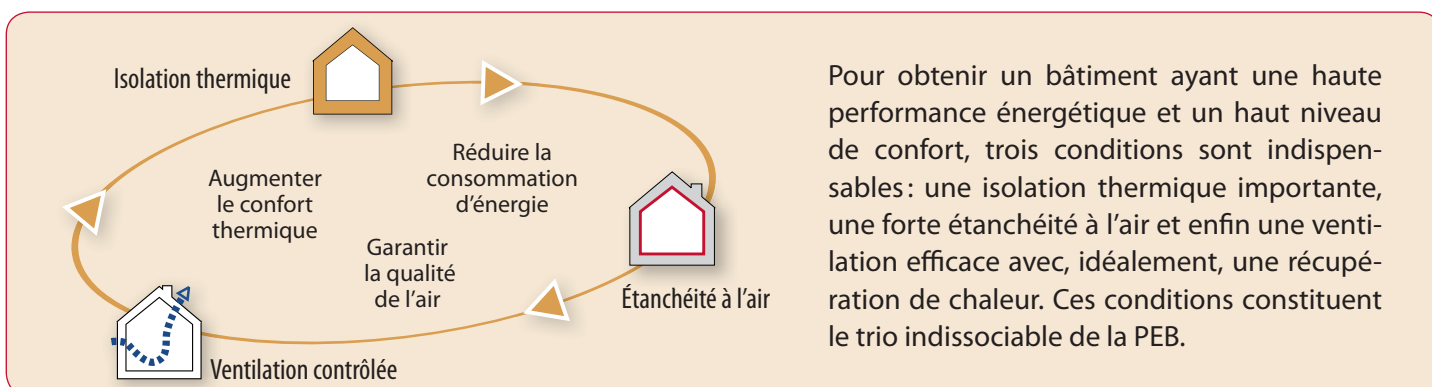 Isolation thermique
Augmenter
le confort
thermique
Réduire la
consommation
d'énergie
Garantir
la qualité
de l'air
Étanchéité à l'air
Ventilation contrôlée
Pour obtenir un bâtiment ayant une haute
performance énergétique et un haut niveau
de confort, trois conditions sont indispen-
sables : une isolation thermique importante,
une forte étanchéité à l'air et enfin une venti-
lation efficace avec, idéalement, une récupé-
ration de chaleur. Ces conditions constituent
le trio indissociable de la PEB.